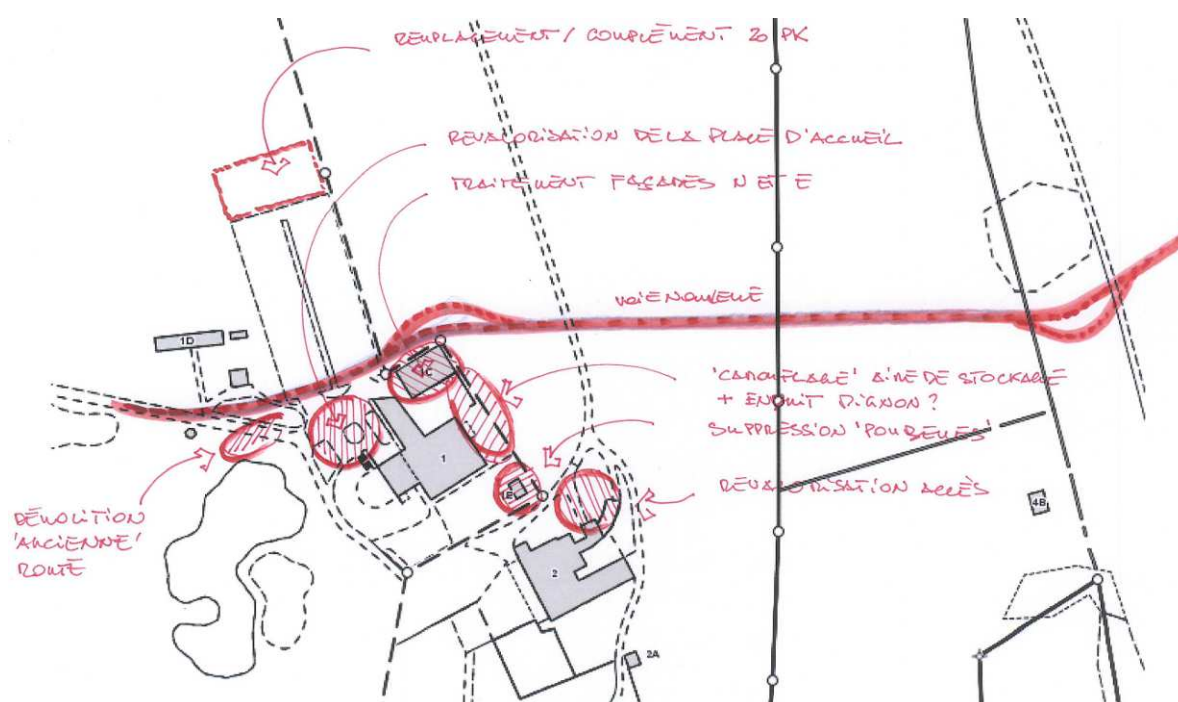 REMPLACEMENT / COMPLÉMENT 20 PK
REVALORISATION DE LA PLACE D'ACCUEIL
TRAITEMENT FAÇADES N ET E
VOIE NOUVELLE
1D
1C
'CAMOUFLAGE' AIRE DE STOCKAGE
+ ENDUIT PIGNON ?
SUPPRESSION 'POUBELLES'
1
1E
REVALORISATION ACCÈS
4B
DÉMOLITION
'ANCIENNE'
ROUTE
2
2A